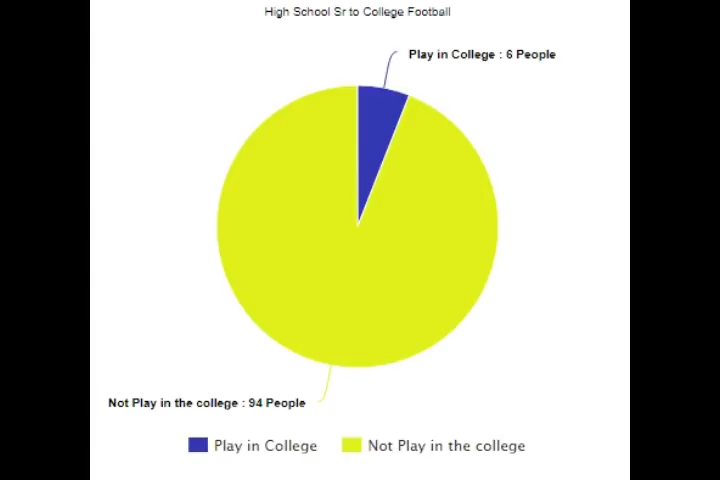 High School Sr to College Football
Play in College : 6 People
Not Play in the college : 94 People
Play in College
Not Play in the college